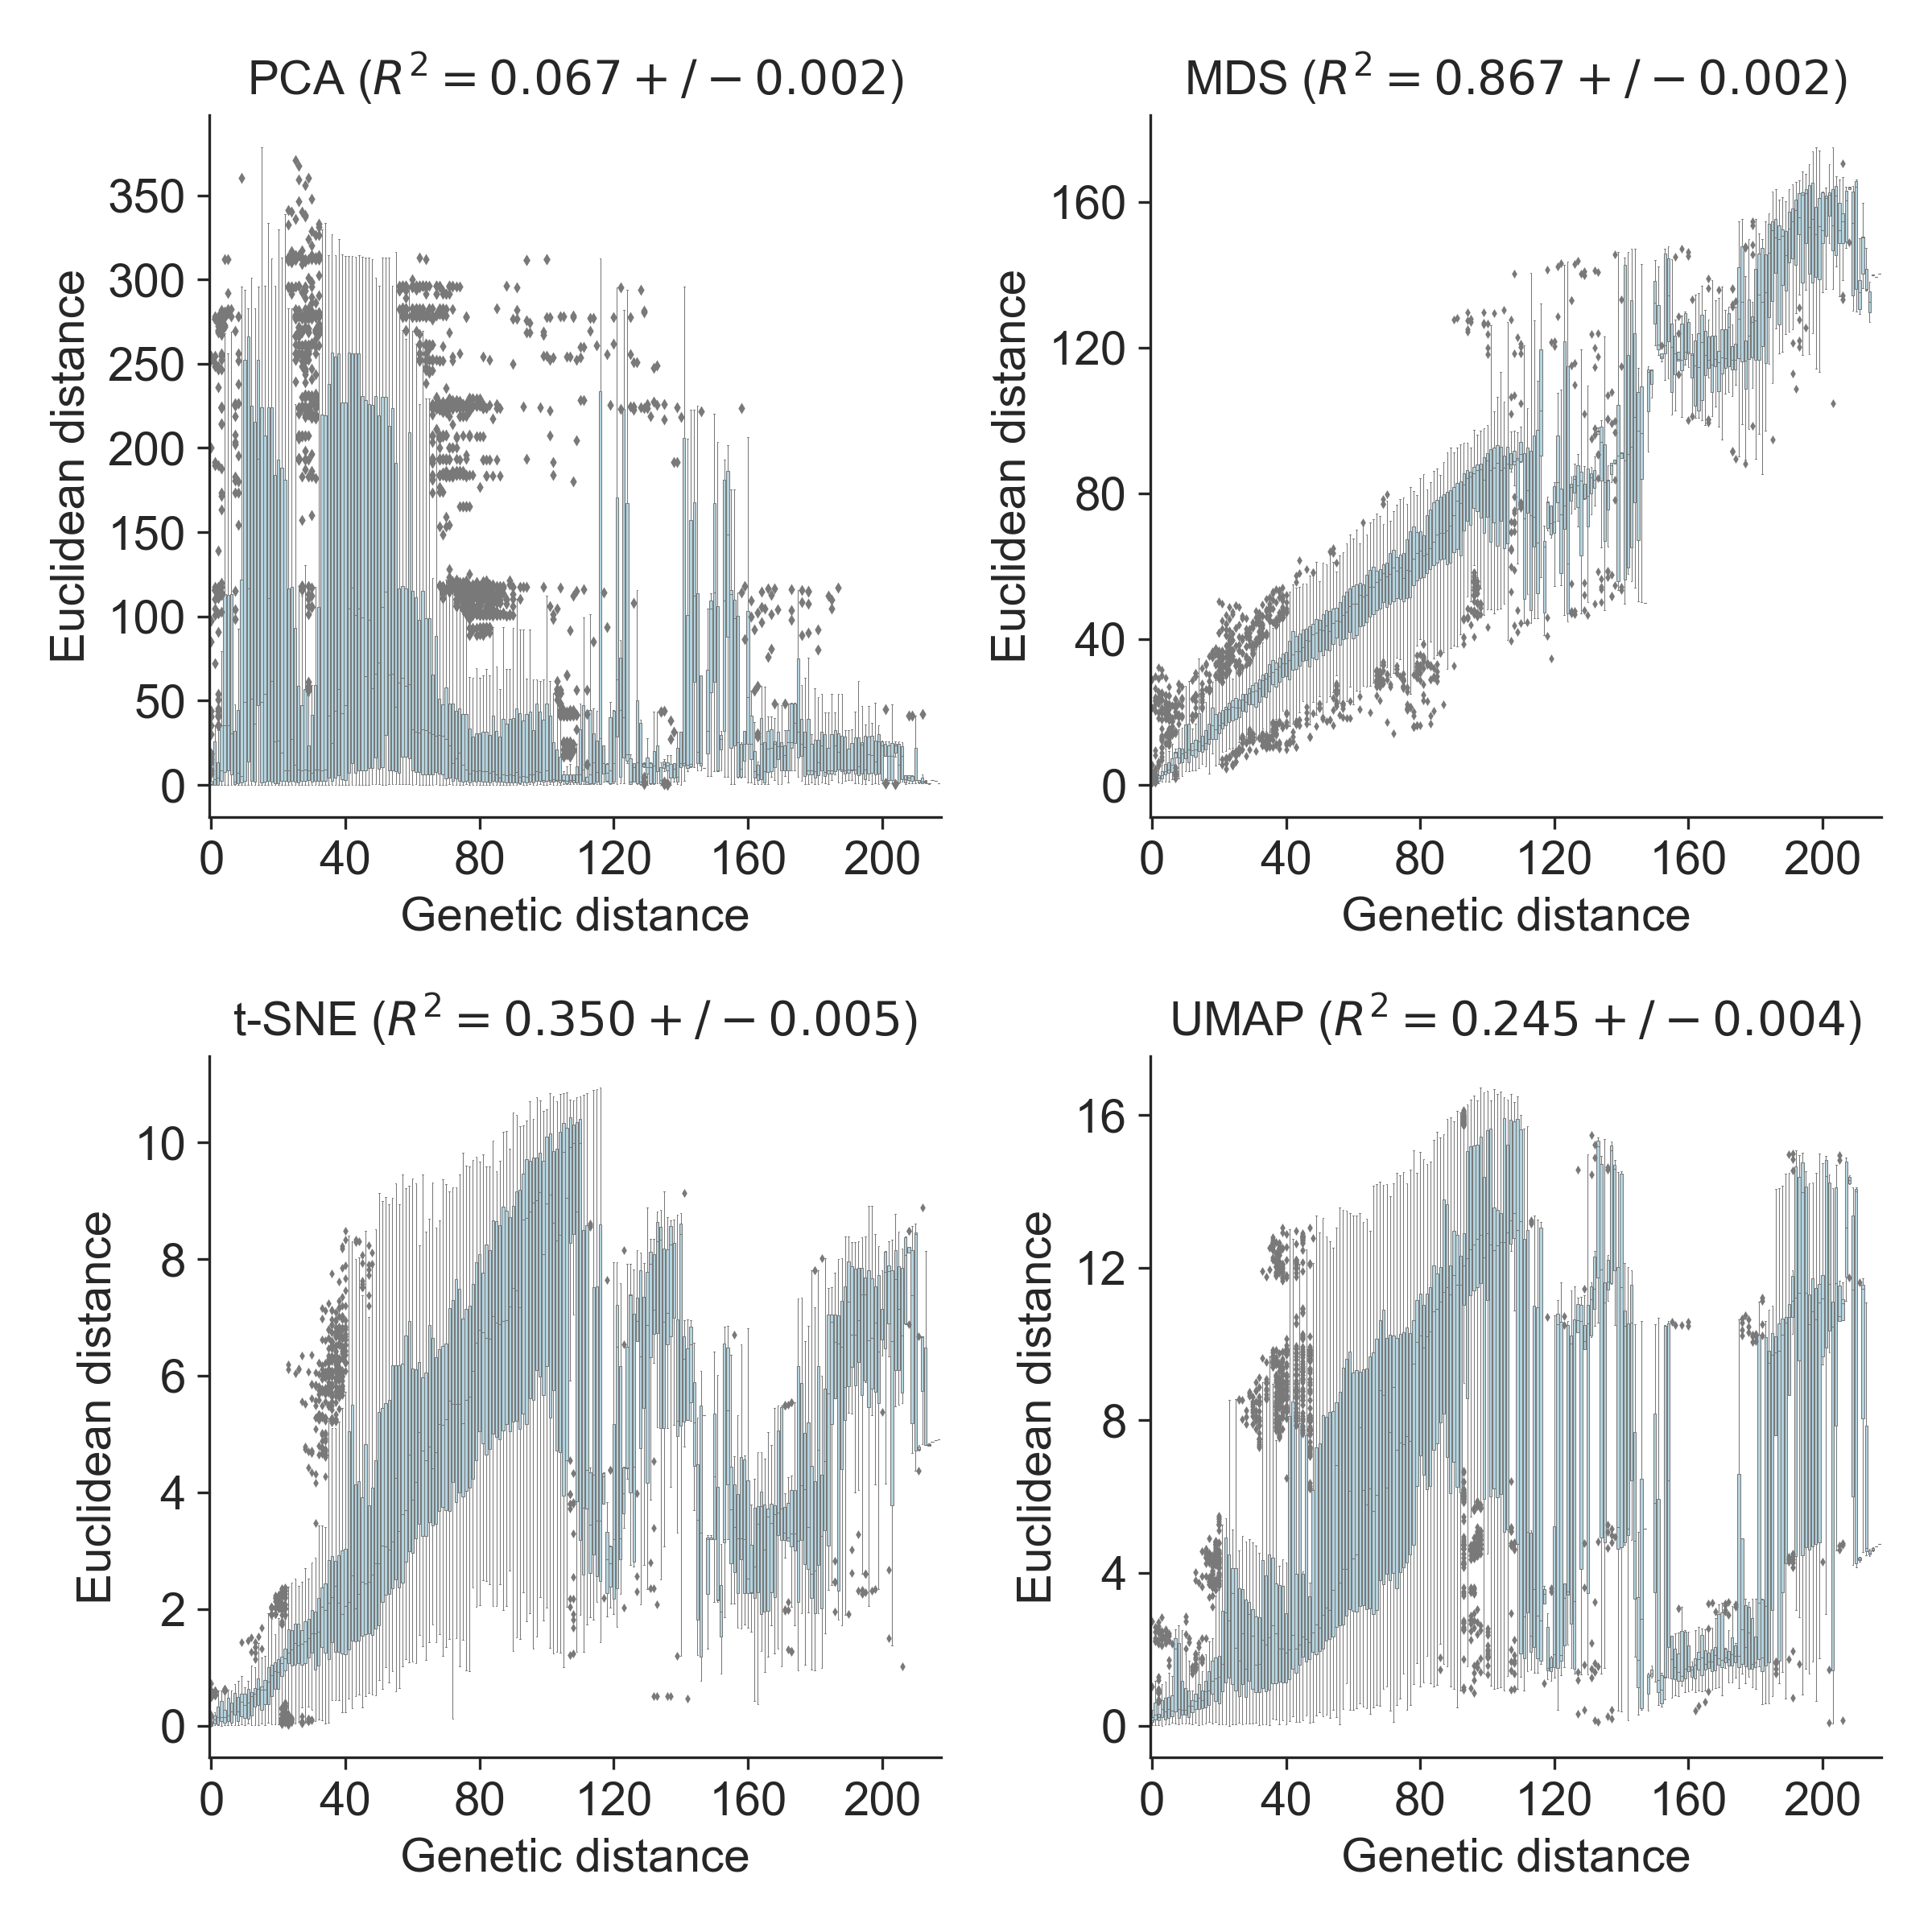 PCA (R² = 0.067 + / − 0.002)
Euclidean distance
350
300
250
200
150
100
50
0
0 40 80 120 160 200
Genetic distance
MDS (R² = 0.867 + / − 0.002)
Euclidean distance
160
120
80
40
0
0 40 80 120 160 200
Genetic distance
t-SNE (R² = 0.350 + / − 0.005)
Euclidean distance
10
8
6
4
2
0
0 40 80 120 160 200
Genetic distance
UMAP (R² = 0.245 + / − 0.004)
Euclidean distance
16
12
8
4
0
0 40 80 120 160 200
Genetic distance